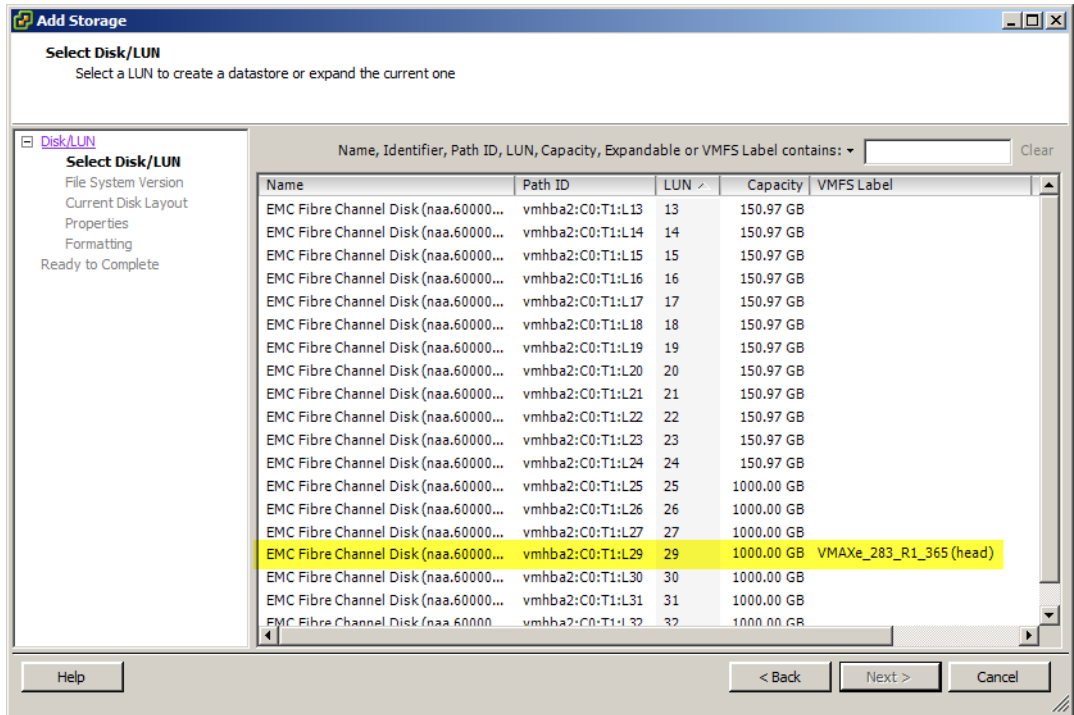 Add Storage
Select Disk/LUN
Select a LUN to create a datastore or expand the current one
Disk/LUN
Select Disk/LUN
File System Version
Current Disk Layout
Properties
Formatting
Ready to Complete
Name, Identifier, Path ID, LUN, Capacity, Expandable or VMFS Label contains: Clear
Name Path ID LUN Capacity VMFS Label
EMC Fibre Channel Disk (naa.60000... vmhba2:C0:T1:L13 13 150.97 GB
EMC Fibre Channel Disk (naa.60000... vmhba2:C0:T1:L14 14 150.97 GB
EMC Fibre Channel Disk (naa.60000... vmhba2:C0:T1:L15 15 150.97 GB
EMC Fibre Channel Disk (naa.60000... vmhba2:C0:T1:L16 16 150.97 GB
EMC Fibre Channel Disk (naa.60000... vmhba2:C0:T1:L17 17 150.97 GB
EMC Fibre Channel Disk (naa.60000... vmhba2:C0:T1:L18 18 150.97 GB
EMC Fibre Channel Disk (naa.60000... vmhba2:C0:T1:L19 19 150.97 GB
EMC Fibre Channel Disk (naa.60000... vmhba2:C0:T1:L20 20 150.97 GB
EMC Fibre Channel Disk (naa.60000... vmhba2:C0:T1:L21 21 150.97 GB
EMC Fibre Channel Disk (naa.60000... vmhba2:C0:T1:L22 22 150.97 GB
EMC Fibre Channel Disk (naa.60000... vmhba2:C0:T1:L23 23 150.97 GB
EMC Fibre Channel Disk (naa.60000... vmhba2:C0:T1:L24 24 150.97 GB
EMC Fibre Channel Disk (naa.60000... vmhba2:C0:T1:L25 25 1000.00 GB
EMC Fibre Channel Disk (naa.60000... vmhba2:C0:T1:L26 26 1000.00 GB
EMC Fibre Channel Disk (naa.60000... vmhba2:C0:T1:L27 27 1000.00 GB
EMC Fibre Channel Disk (naa.60000... vmhba2:C0:T1:L29 29 1000.00 GB VMAXe_283_R1_365 (head)
EMC Fibre Channel Disk (naa.60000... vmhba2:C0:T1:L30 30 1000.00 GB
EMC Fibre Channel Disk (naa.60000... vmhba2:C0:T1:L31 31 1000.00 GB
EMC Fibre Channel Disk (naa.60000... vmhba2:C0:T1:L32 32 1000.00 GB
Help < Back Next > Cancel